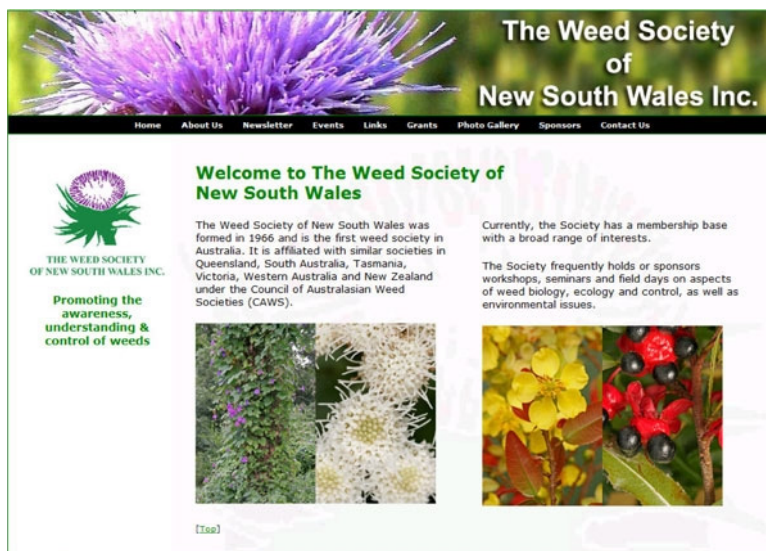 The Weed Society
of
New South Wales Inc.
Home About Us Newsletter Events Links Grants Photo Gallery Sponsors Contact Us
THE WEED SOCIETY
OF NEW SOUTH WALES INC.
Promoting the
awareness,
understanding &
control of weeds
Welcome to The Weed Society of
New South Wales
The Weed Society of New South Wales was
formed in 1966 and is the first weed society in
Australia. It is affiliated with similar societies in
Queensland, South Australia, Tasmania,
Victoria, Western Australia and New Zealand
under the Council of Australasian Weed
Societies (CAWS).
Currently, the Society has a membership base
with a broad range of interests.
The Society frequently holds or sponsors
workshops, seminars and field days on aspects
of weed biology, ecology and control, as well as
environmental issues.
[Top]